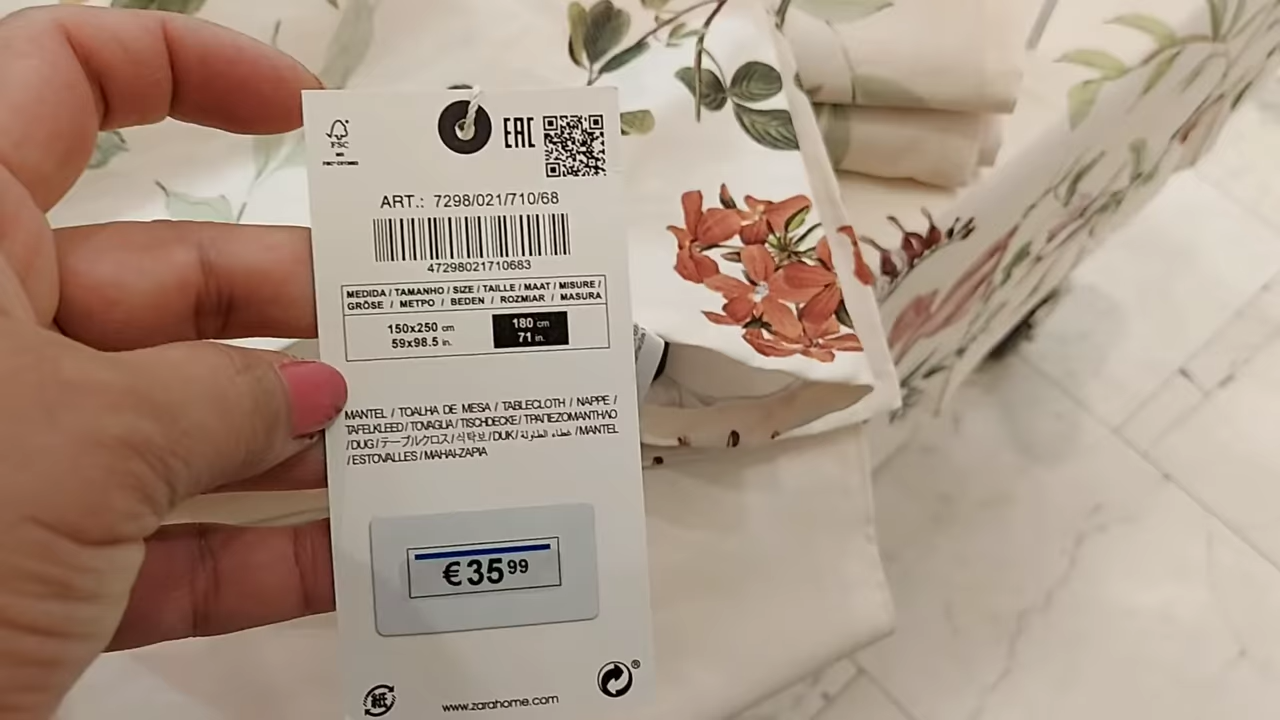 FSC
EAC
ART.: 7298/021/710/68
47298021710683
MEDIDA / TAMANHO / SIZE / TAILLE / MAAT / MISURE /
GRÖSE / METPO / BEDEN / ROZMIAR / MASURA
150x250 cm
59x98.5 in.
180 cm
71 in.
MANTEL / TOALHA DE MESA / TABLECLOTH / NAPPE /
TAFELKLEED / TOVAGLIA / TISCHDECKE / ΤΡΑΠΕΖΟΜΑΝΤΗΛΟ
/ DUG / テーブルクロス / 식탁보 / DUK / غطاء الطاولة / MANTEL
/ ESTOVALLES / MAHAI-ZAPIA
€35 99
紙
www.zarahome.com
®